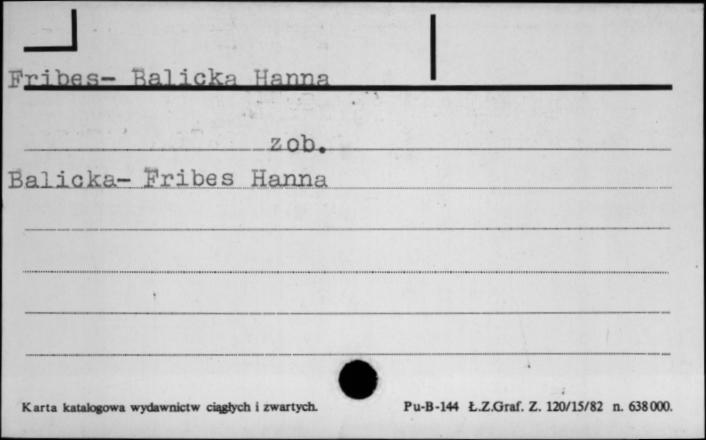 Fribes- Balicka Hanna
zob.
Balicka- Fribes Hanna
Karta katalogowa wydawnictw ciągłych i zwartych. Pu-B-144 Ł.Z.Graf. Z. 120/15/82 n. 638000.